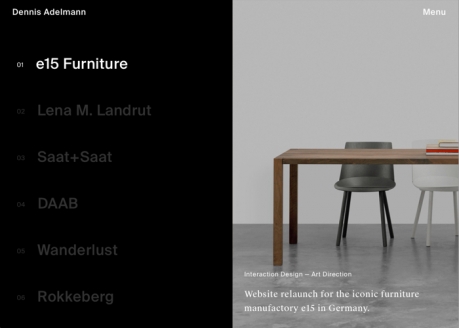 Dennis Adelmann
Menu
01 e15 Furniture
02 Lena M. Landrut
03 Saat+Saat
04 DAAB
05 Wanderlust
06 Rokkeberg
Interaction Design — Art Direction
Website relaunch for the iconic furniture
manufactory e15 in Germany.